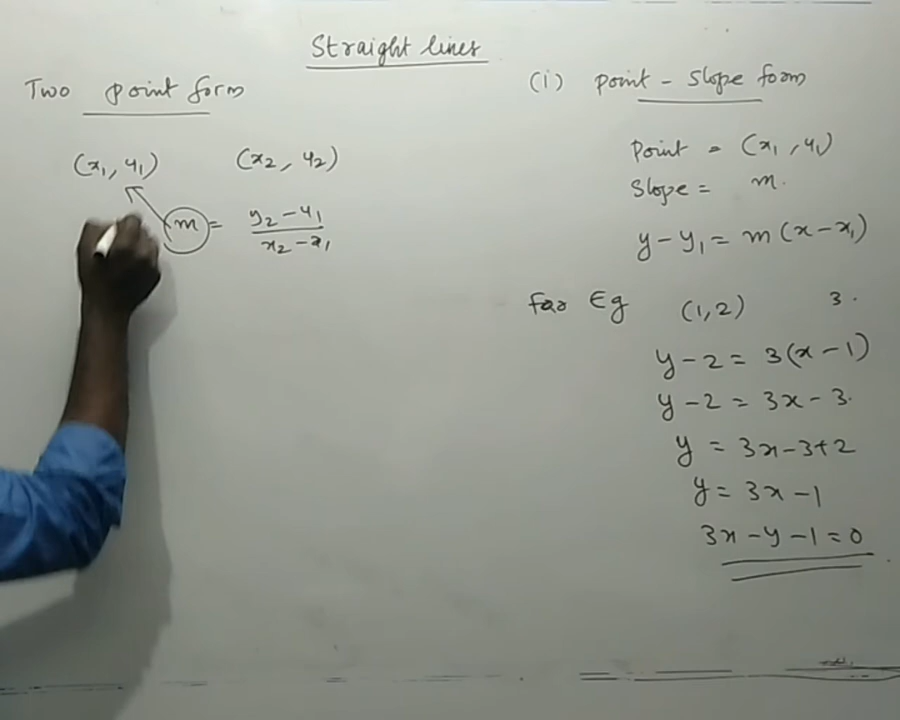 Straight lines
Two point form
(x₁, y₁) (x₂, y₂)
m = y₂ - y₁ / x₂ - x₁
(i) point - slope form
Point = (x₁, y₁)
Slope = m.
y - y₁ = m(x - x₁)
For Eg (1,2) 3.
y - 2 = 3(x - 1)
y - 2 = 3x - 3.
y = 3x - 3 + 2
y = 3x - 1
3x - y - 1 = 0